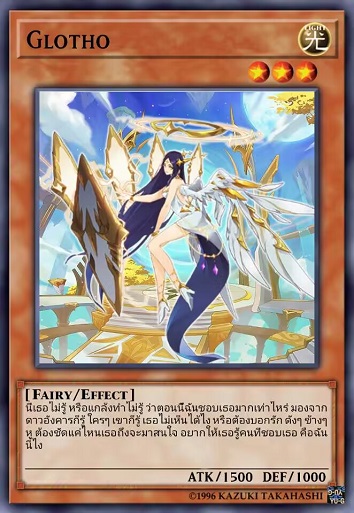 GLOTHO
LIGHT
光
[ FAIRY/EFFECT ]
นี่เธอไม่รู้ หรือแกล้งทำไม่รู้ ว่าตอนนี้ฉันชอบเธอมากเท่าไหร่ มองจาก
ดาวอังคารก็รู้ ใครๆ เขาก็รู้ เธอไม่เห็นได้ไง หรือต้องบอกรัก ดังๆ ข้างๆ
หู ต้องชัดแค่ไหนเธอถึงจะมาสนใจ อยากให้เธอรู้คนที่ชอบเธอ คือฉัน
นี้ไง
ATK/1500 DEF/1000
©1996 KAZUKI TAKAHASHI